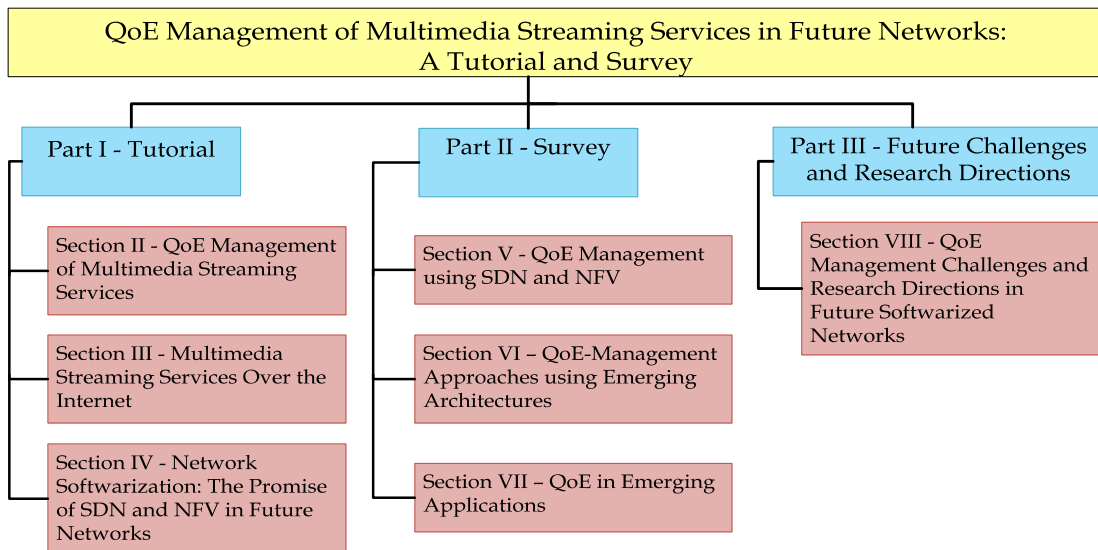 QoE Management of Multimedia Streaming Services in Future Networks:
A Tutorial and Survey
Part I - Tutorial
Section II - QoE Management
of Multimedia Streaming
Services
Section III - Multimedia
Streaming Services Over the
Internet
Section IV - Network
Softwarization: The Promise
of SDN and NFV in Future
Networks
Part II - Survey
Section V - QoE Management
using SDN and NFV
Section VI – QoE-Management
Approaches using Emerging
Architectures
Section VII – QoE in Emerging
Applications
Part III - Future Challenges
and Research Directions
Section VIII - QoE
Management Challenges and
Research Directions in
Future Softwarized
Networks